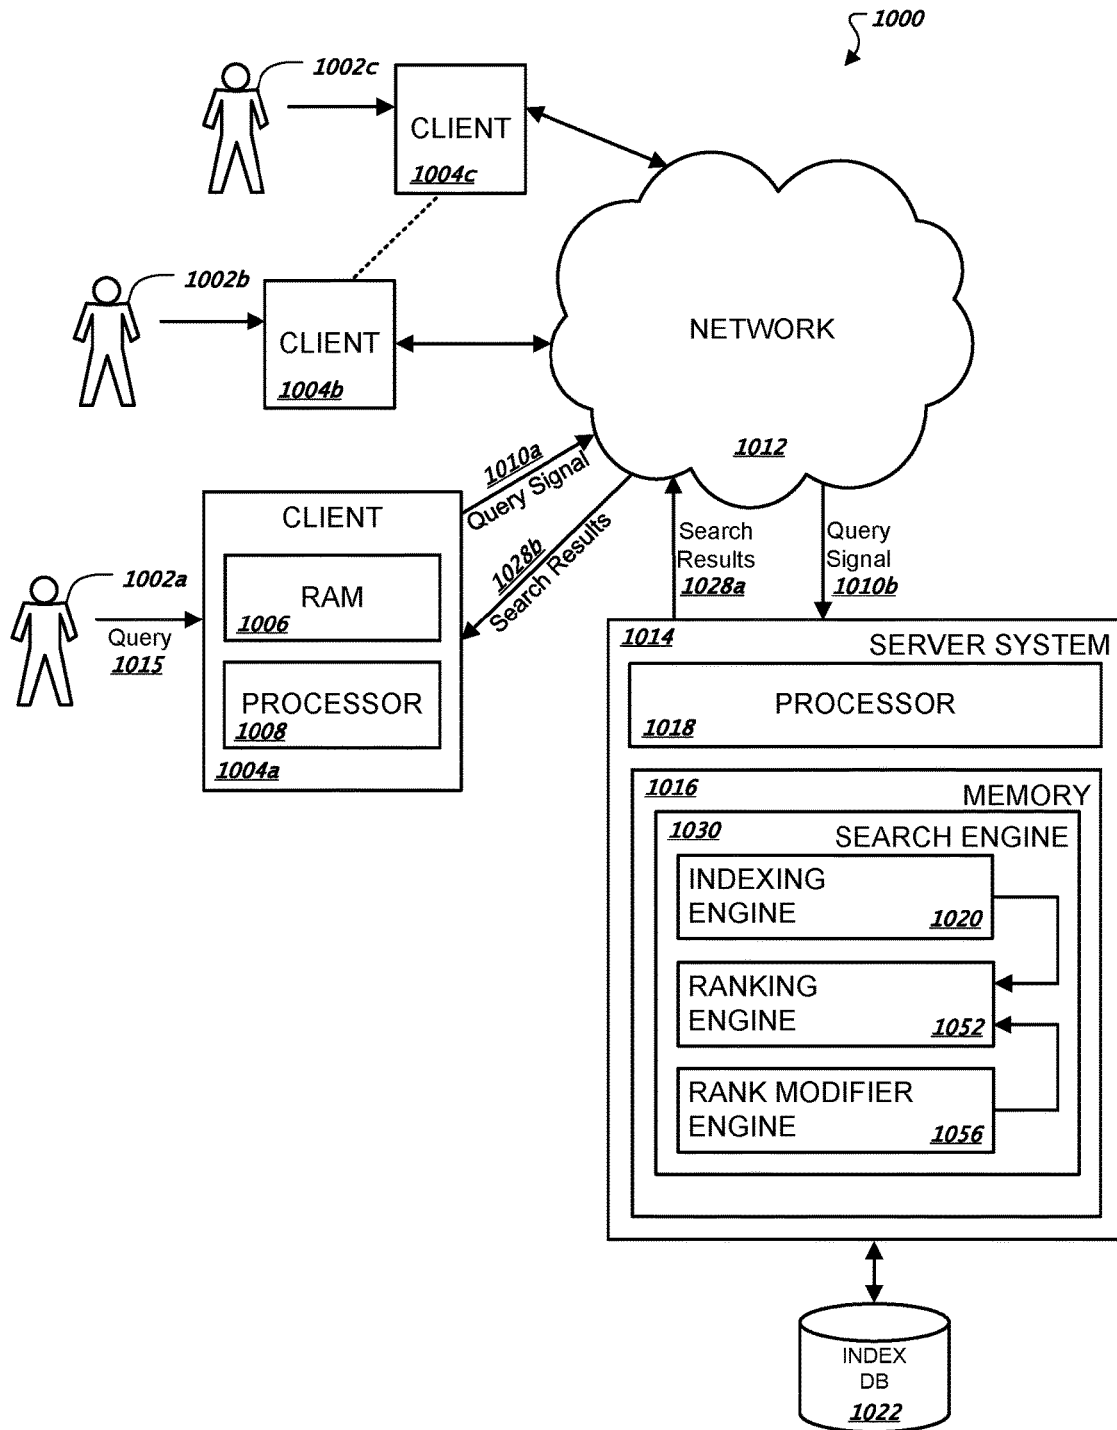 1000
1002c
CLIENT
1004c
1002b
CLIENT
1004b
NETWORK
1012
1010a
Query Signal
1028b
Search Results
CLIENT
RAM
1006
PROCESSOR
1008
1004a
1002a
Query
1015
Search
Results
1028a
Query
Signal
1010b
1014
SERVER SYSTEM
PROCESSOR
1018
1016
MEMORY
1030
SEARCH ENGINE
INDEXING
ENGINE
1020
RANKING
ENGINE
1052
RANK MODIFIER
ENGINE
1056
INDEX
DB
1022